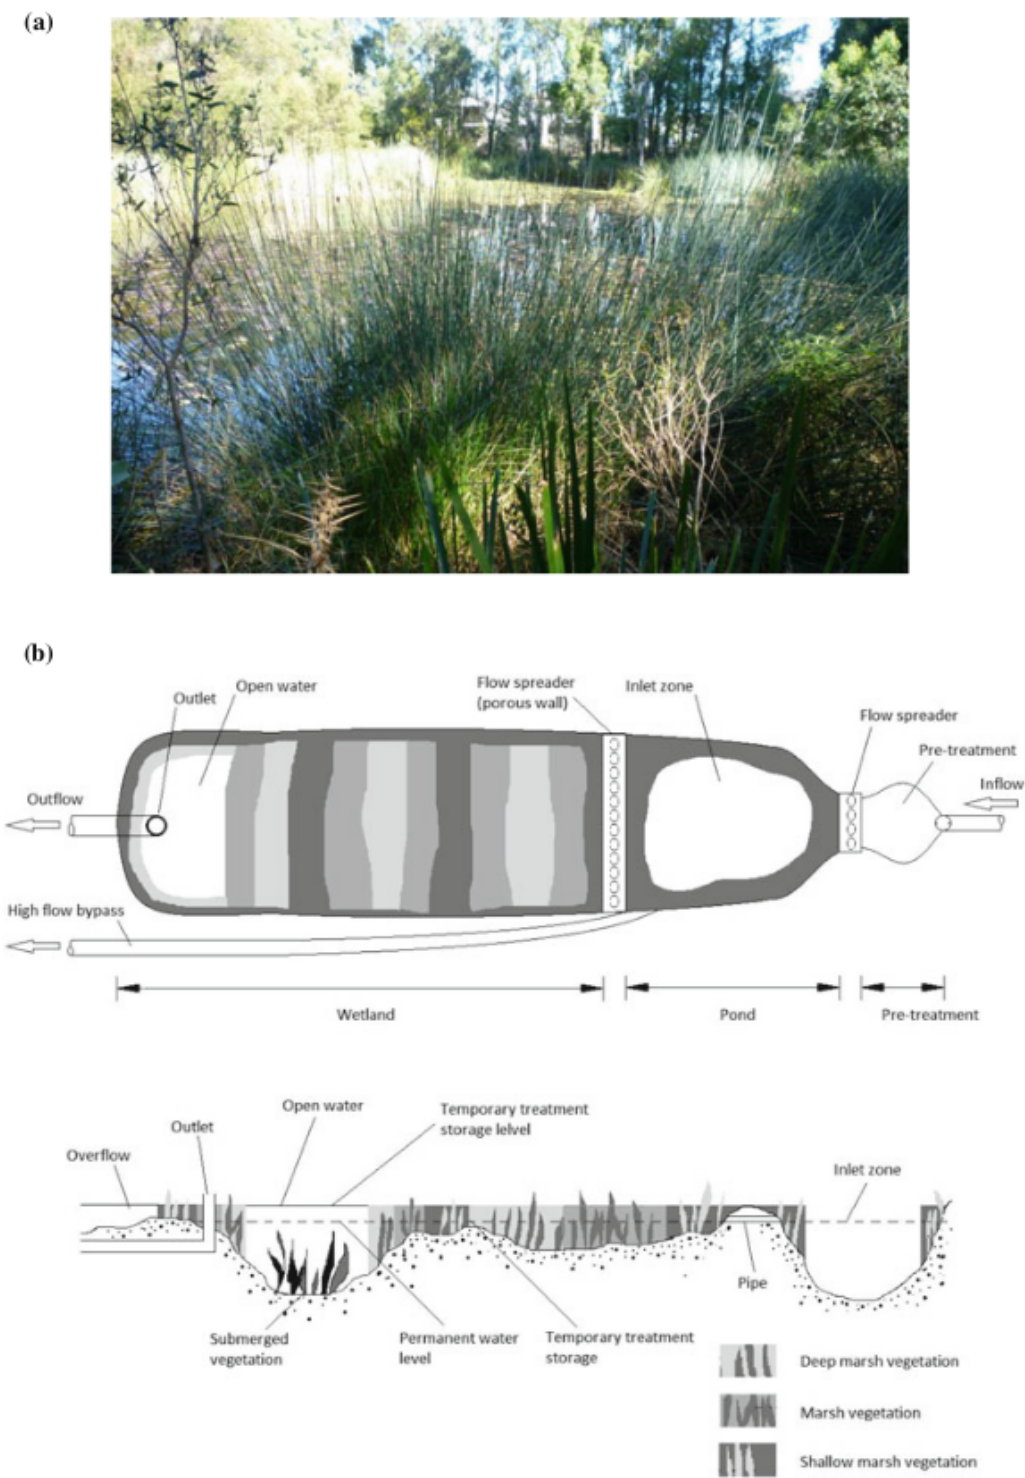 (a)
(b)
Outlet
Open water
Flow spreader
(porous wall)
Inlet zone
Flow spreader
Pre-treatment
Inflow
Outflow
High flow bypass
Wetland
Pond
Pre-treatment
Open water
Temporary treatment
storage lelvel
Outlet
Overflow
Inlet zone
Pipe
Submerged
vegetation
Permanent water
level
Temporary treatment
storage
Deep marsh vegetation
Marsh vegetation
Shallow marsh vegetation